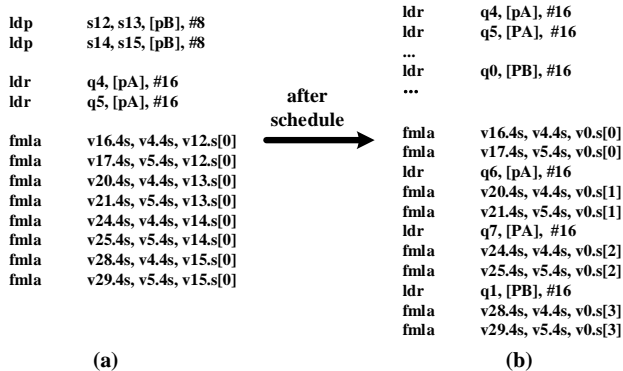 ldp s12, s13, [pB], #8
ldp s14, s15, [pB], #8
ldr q4, [pA], #16
ldr q5, [pA], #16
fmla v16.4s, v4.4s, v12.s[0]
fmla v17.4s, v5.4s, v12.s[0]
fmla v20.4s, v4.4s, v13.s[0]
fmla v21.4s, v5.4s, v13.s[0]
fmla v24.4s, v4.4s, v14.s[0]
fmla v25.4s, v5.4s, v14.s[0]
fmla v28.4s, v4.4s, v15.s[0]
fmla v29.4s, v5.4s, v15.s[0]
(a)
after
schedule
ldr q4, [pA], #16
ldr q5, [PA], #16
...
ldr q0, [PB], #16
...
fmla v16.4s, v4.4s, v0.s[0]
fmla v17.4s, v5.4s, v0.s[0]
ldr q6, [pA], #16
fmla v20.4s, v4.4s, v0.s[1]
fmla v21.4s, v5.4s, v0.s[1]
ldr q7, [PA], #16
fmla v24.4s, v4.4s, v0.s[2]
fmla v25.4s, v5.4s, v0.s[2]
ldr q1, [PB], #16
fmla v28.4s, v4.4s, v0.s[3]
fmla v29.4s, v5.4s, v0.s[3]
(b)